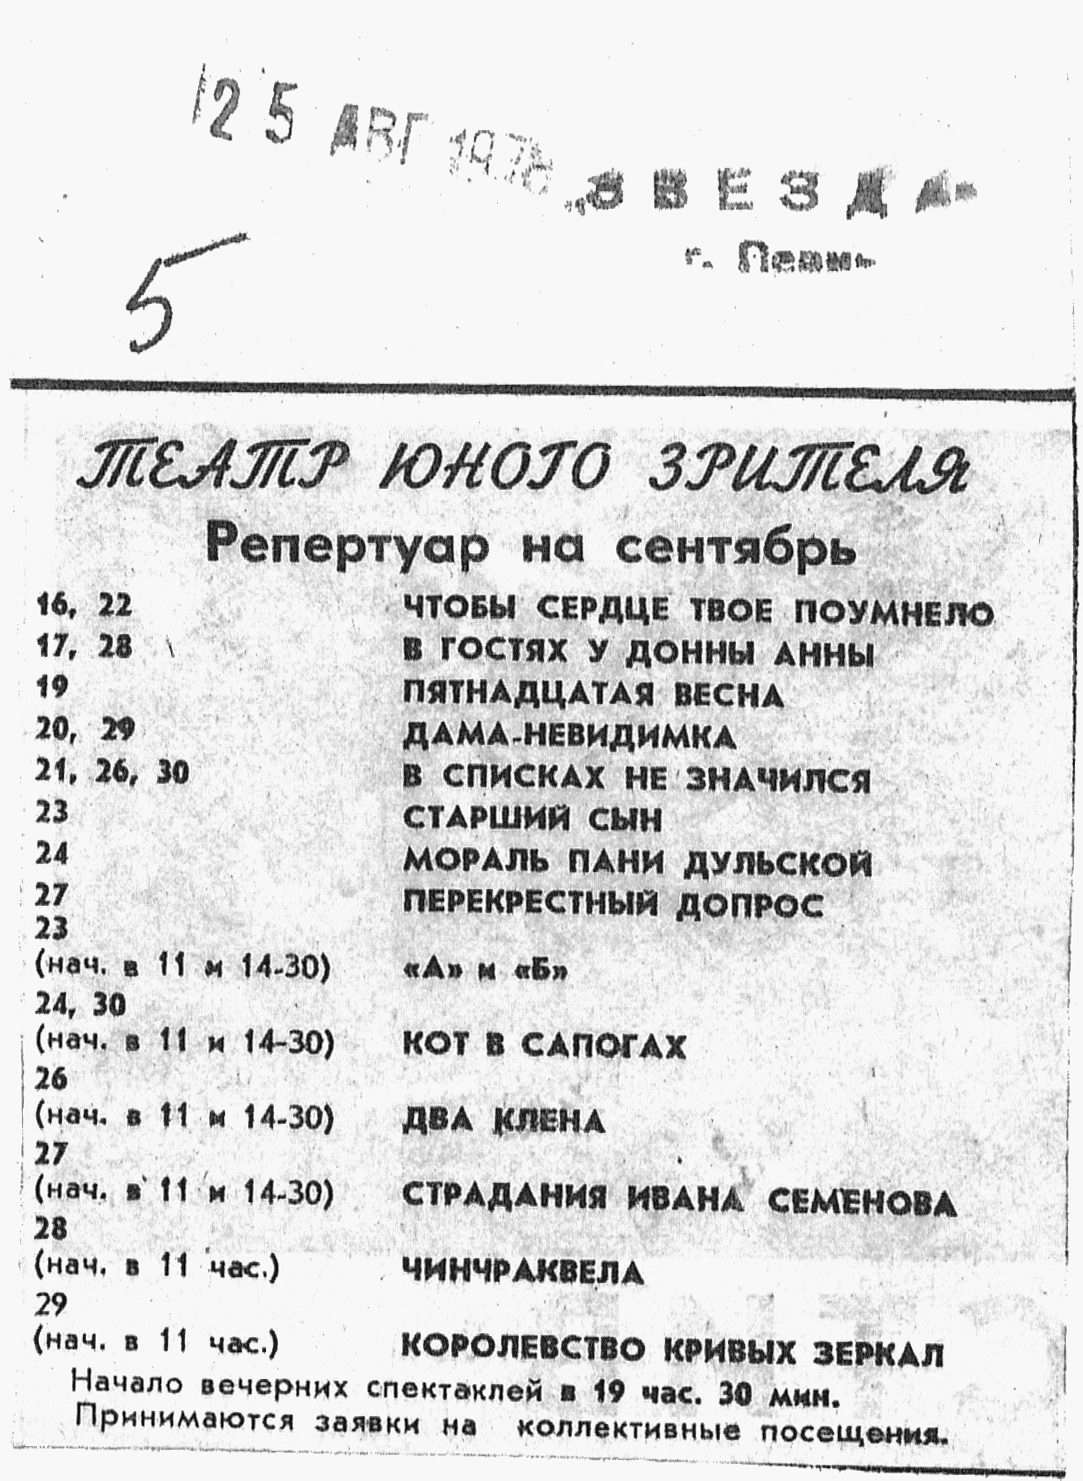 25 АВГ 1976
„ЗВЕЗДА
г. Пермь
5
ТЕАТР ЮНОГО ЗРИТЕЛЯ
Репертуар на сентябрь
16, 22 ЧТОБЫ СЕРДЦЕ ТВОЕ ПОУМНЕЛО
17, 28 В ГОСТЯХ У ДОННЫ АННЫ
19 ПЯТНАДЦАТАЯ ВЕСНА
20, 29 ДАМА-НЕВИДИМКА
21, 26, 30 В СПИСКАХ НЕ ЗНАЧИЛСЯ
23 СТАРШИЙ СЫН
24 МОРАЛЬ ПАНИ ДУЛЬСКОЙ
27 ПЕРЕКРЕСТНЫЙ ДОПРОС
23
(нач. в 11 и 14-30) «А» и «Б»
24, 30
(нач. в 11 и 14-30) КОТ В САПОГАХ
26
(нач. в 11 и 14-30) ДВА КЛЕНА
27
(нач. в 11 и 14-30) СТРАДАНИЯ ИВАНА СЕМЕНОВА
28
(нач. в 11 час.) ЧИНЧРАКВЕЛА
29
(нач. в 11 час.) КОРОЛЕВСТВО КРИВЫХ ЗЕРКАЛ
Начало вечерних спектаклей в 19 час. 30 мин.
Принимаются заявки на коллективные посещения.